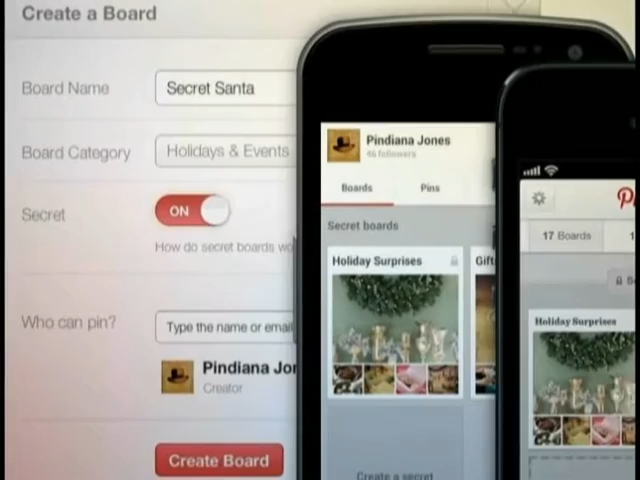 Create a Board
Board Name
Secret Santa
Board Category
Holidays & Events
Secret
ON
How do secret boards wo
Who can pin?
Type the name or email
Pindiana Jo
Creator
Create Board
Pindiana Jones
46 followers
Boards
Pins
Secret boards
Holiday Surprises
Gift
Create a secret
17 Boards
Holiday Surprises